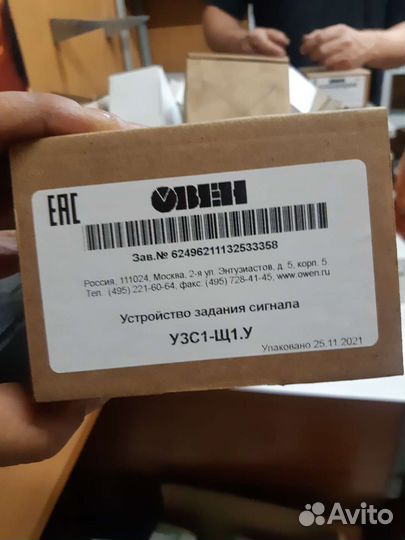 EAC
ОВЕН
Зав.№ 62496211132533358
Россия, 111024, Москва, 2-я ул. Энтузиастов, д. 5, корп. 5
Тел. (495) 221-60-64, факс: (495) 728-41-45, www.owen.ru
Устройство задания сигнала
УЗС1-Щ1.У
Упаковано 25.11.2021
Avito